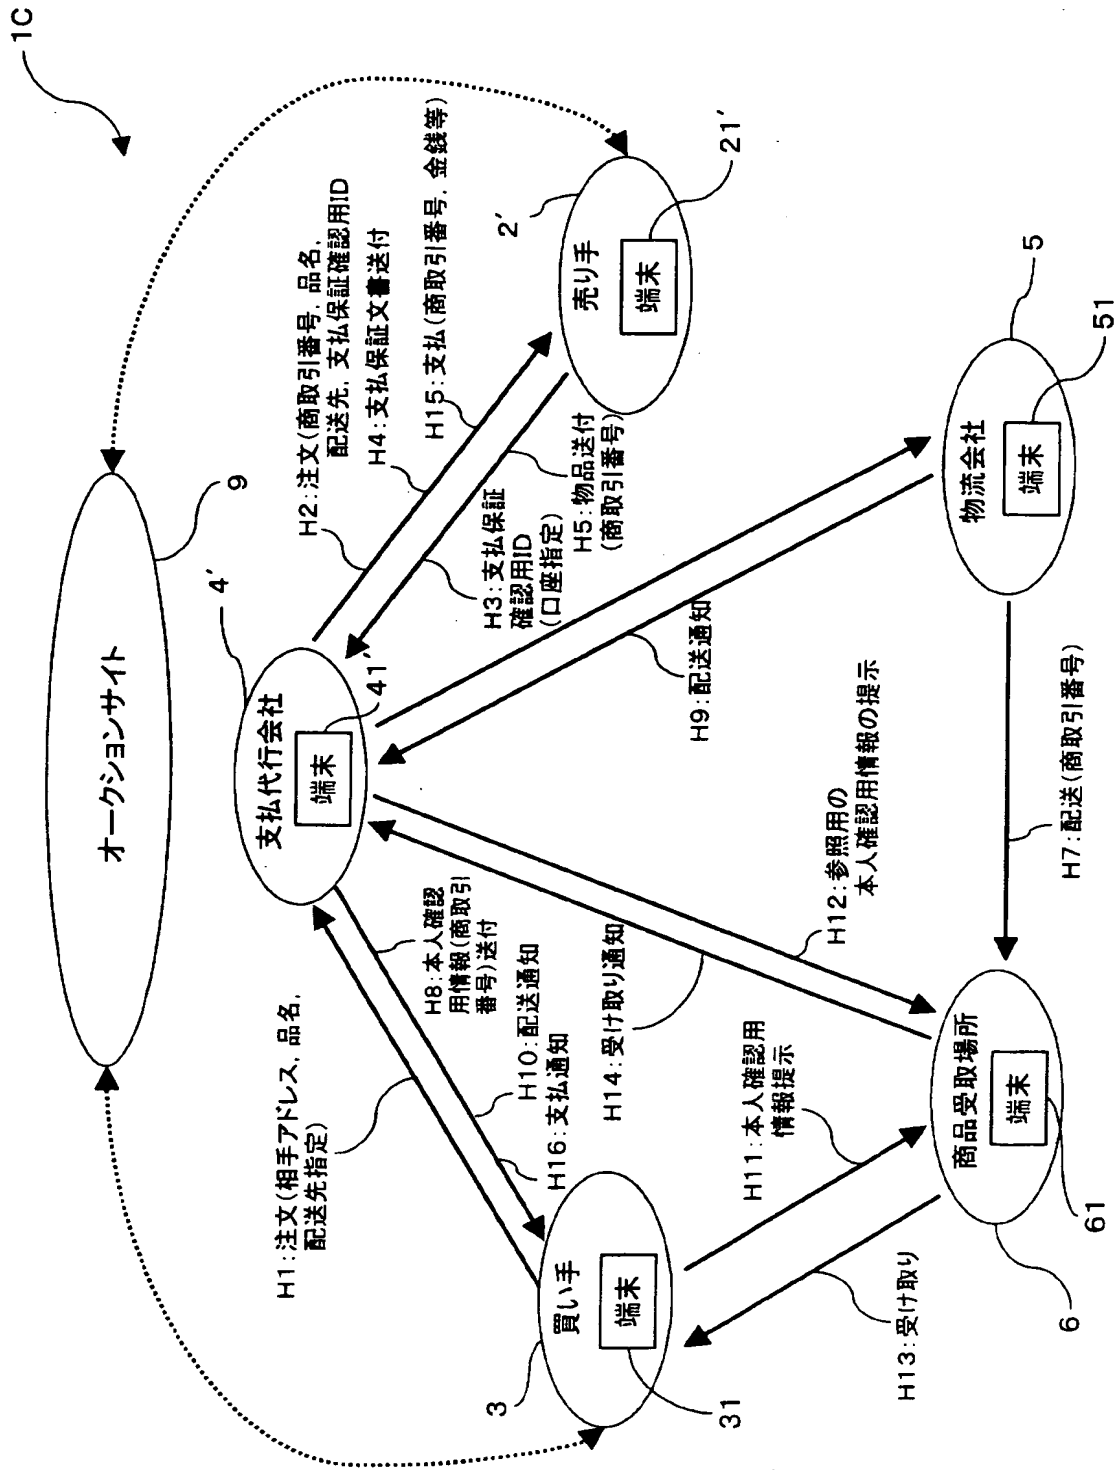 1C
オークションサイト
9
4'
支払代行会社
端末
41'
2'
売り手
端末
21'
H2:注文(商取引番号,品名,
配送先,支払保証確認用ID
H4:支払保証文書送付
H15:支払(商取引番号,金銭等)
H3:支払保証
確認用ID
(口座指定)
H5:物品送付
(商取引番号)
H1:注文(相手アドレス,品名,
配送先指定)
H8:本人確認
用情報(商取引
番号)送付
H10:配送通知
H16:支払通知
H14:受け取り通知
H9:配送通知
H12:参照用の
本人確認用情報の提示
3
買い手
端末
31
H11:本人確認用
情報提示
H13:受け取り
6
商品受取場所
端末
61
H7:配送(商取引番号)
5
物流会社
端末
51